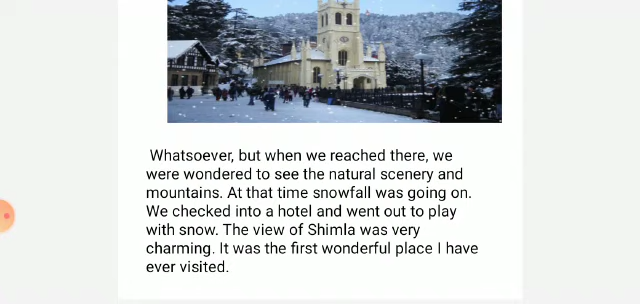 Whatsoever, but when we reached there, we
were wondered to see the natural scenery and
mountains. At that time snowfall was going on.
We checked into a hotel and went out to play
with snow. The view of Shimla was very
charming. It was the first wonderful place I have
ever visited.